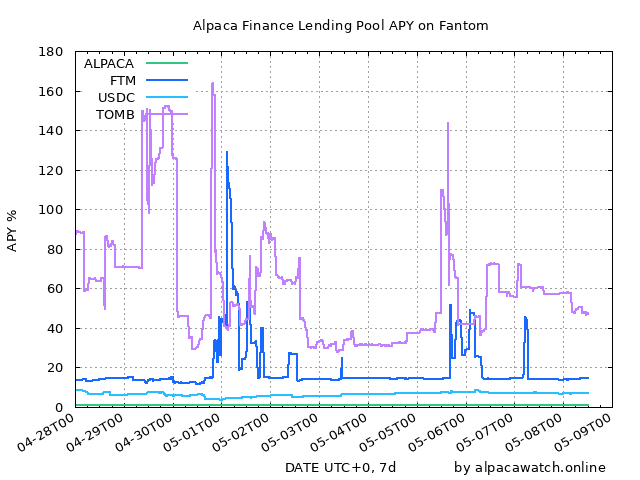 Alpaca Finance Lending Pool APY on Fantom
180
160
140
120
100
80
60
40
20
0
APY %
ALPACA
FTM
USDC
TOMB
04-28T00
04-29T00
04-30T00
05-01T00
05-02T00
05-03T00
05-04T00
05-05T00
05-06T00
05-07T00
05-08T00
05-09T00
DATE UTC+0, 7d
by alpacawatch.online